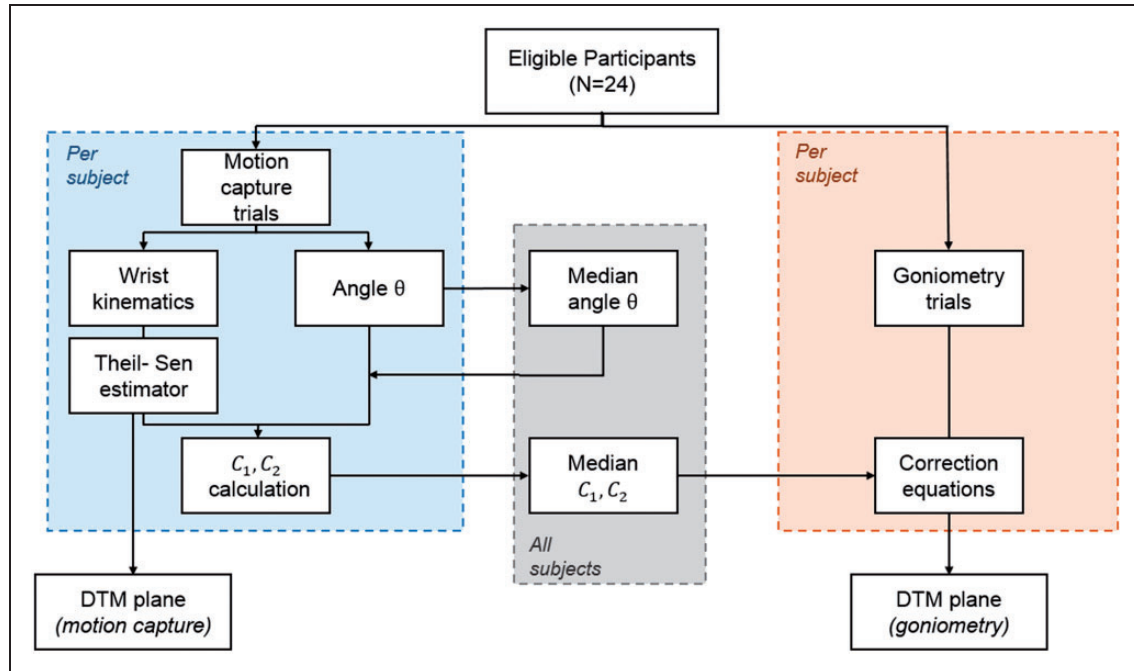 Eligible Participants
(N=24)
Per
subject
Motion
capture
trials
Wrist
kinematics
Angle θ
Theil- Sen
estimator
C₁, C₂
calculation
Median
angle θ
Median
C₁, C₂
All
subjects
Per
subject
Goniometry
trials
Correction
equations
DTM plane
(motion capture)
DTM plane
(goniometry)